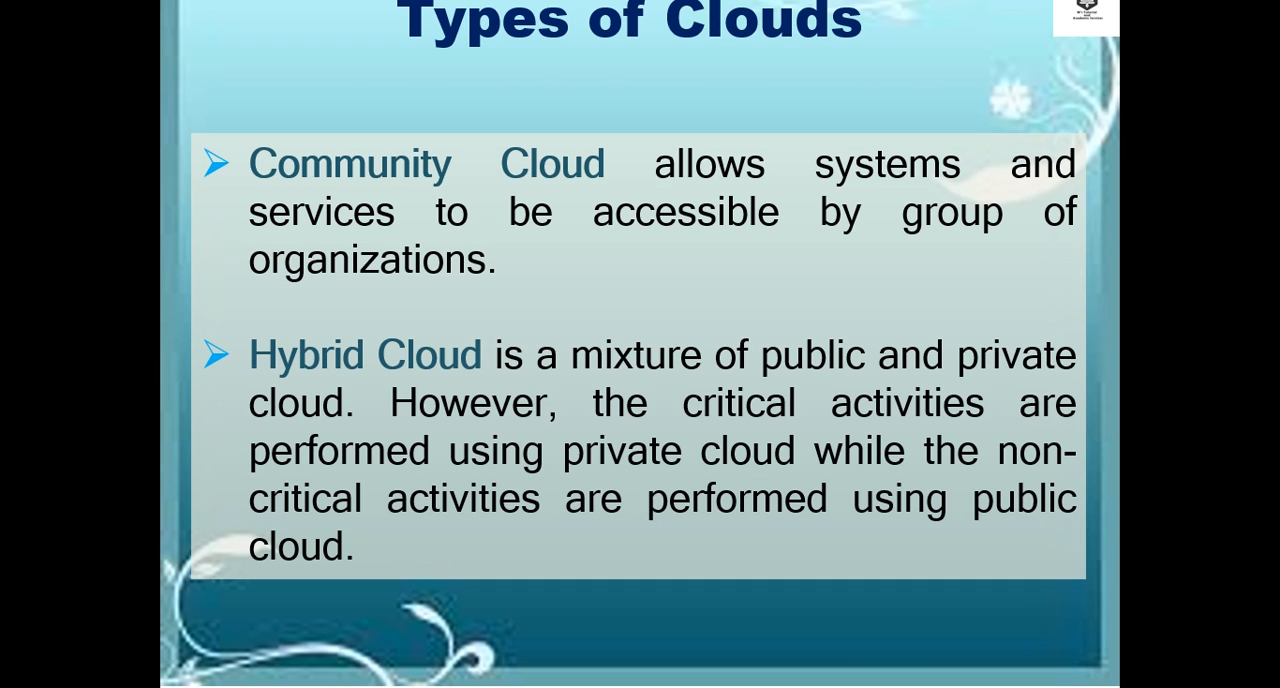 Types of Clouds
Community Cloud allows systems and
services to be accessible by group of
organizations.
Hybrid Cloud is a mixture of public and private
cloud. However, the critical activities are
performed using private cloud while the non-
critical activities are performed using public
cloud.